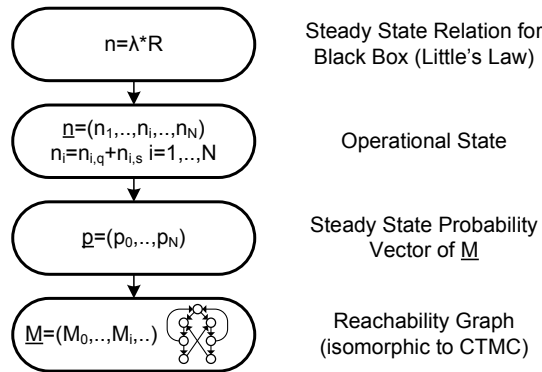 n=λ*R
Steady State Relation for
Black Box (Little's Law)
n=(n1,..,ni,..,nN)
ni=ni,q+ni,s i=1,..,N
Operational State
p=(p0,..,pN)
Steady State Probability
Vector of M
M=(M0,..,Mi,..)
Reachability Graph
(isomorphic to CTMC)